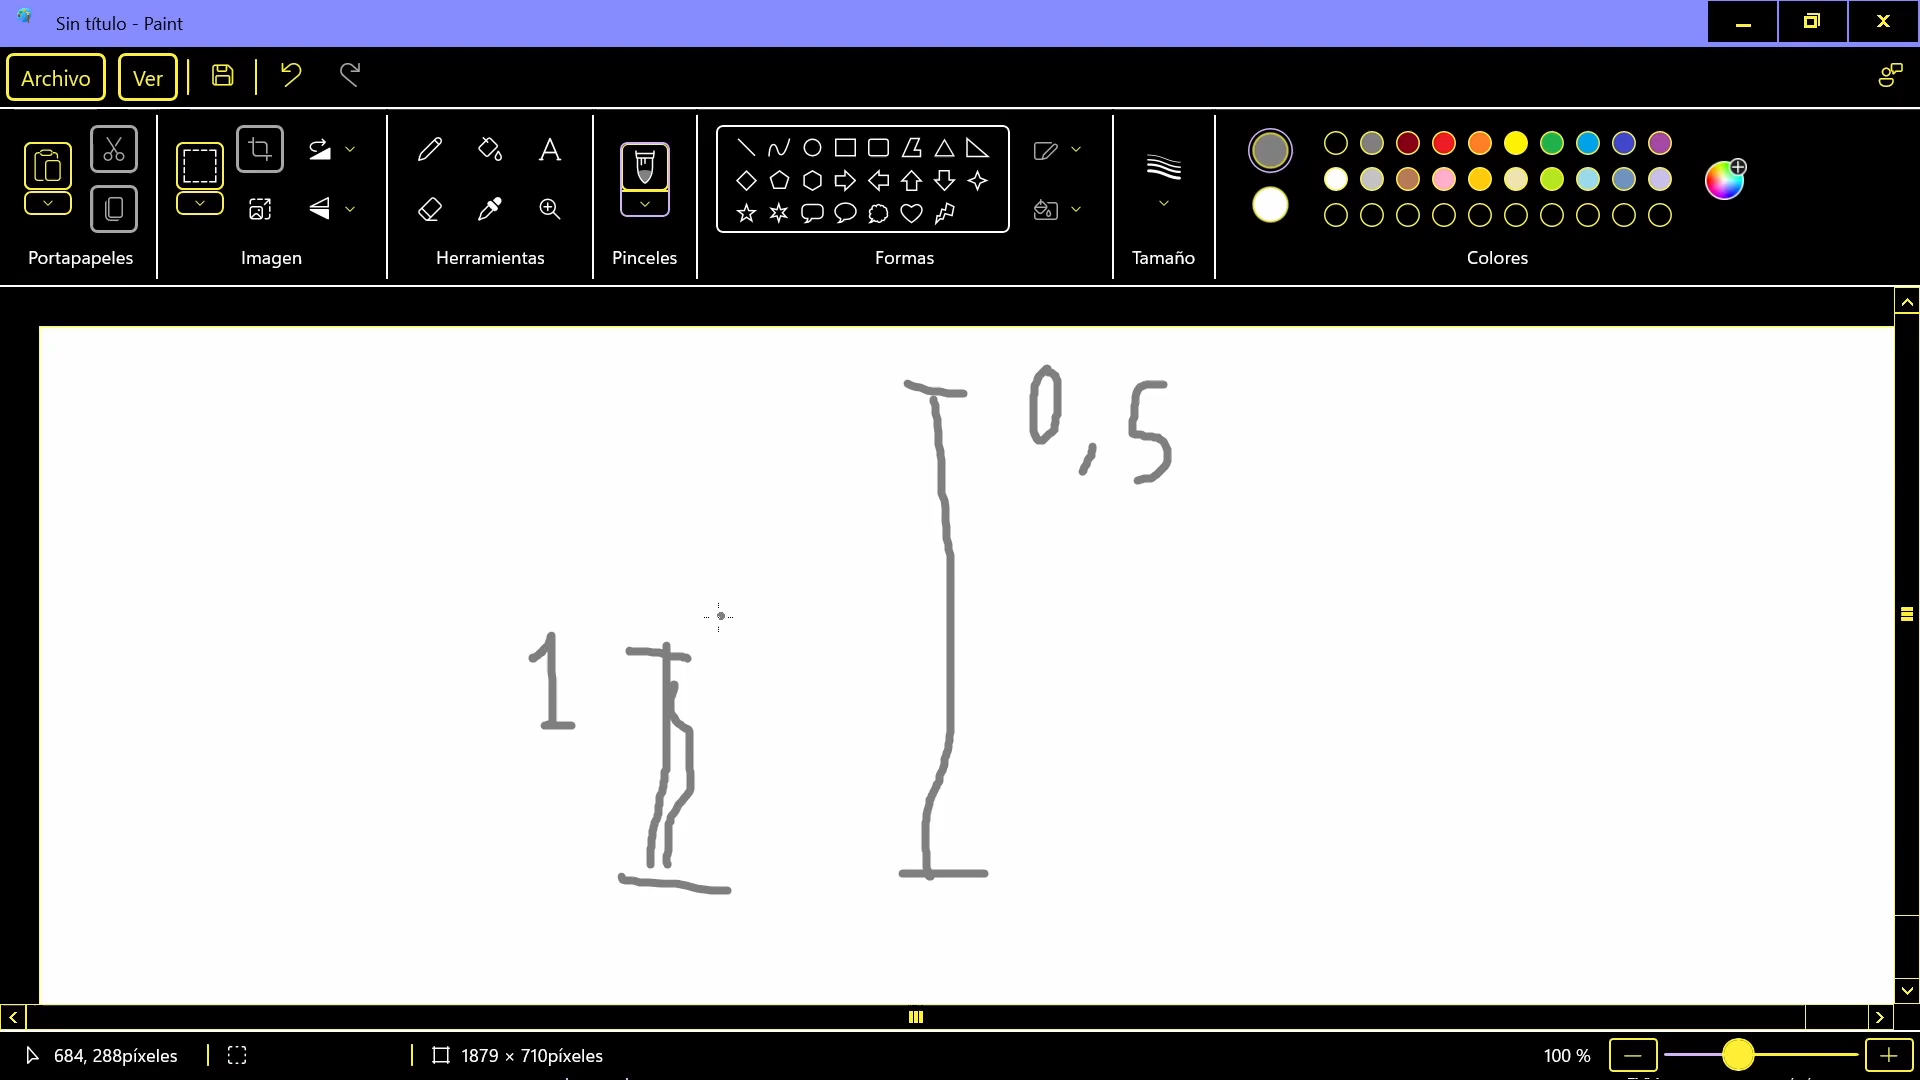 Sin título - Paint
Archivo Ver
Portapapeles Imagen Herramientas Pinceles Formas Tamaño Colores
0,5
1
684, 288píxeles 1879 × 710píxeles 100 %